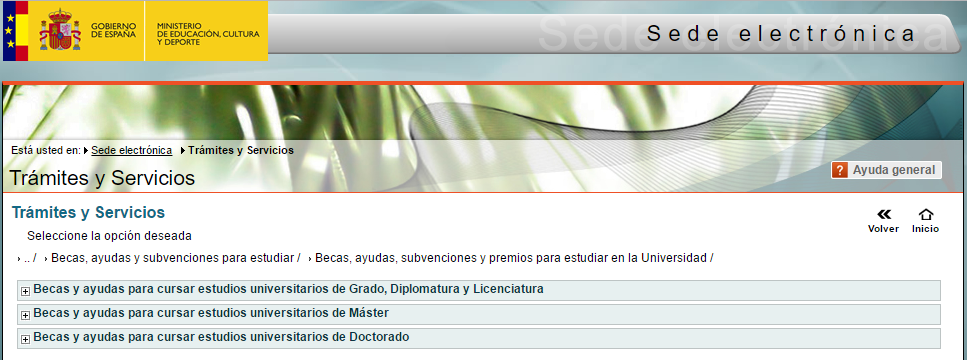 GOBIERNO
DE ESPAÑA
MINISTERIO
DE EDUCACIÓN, CULTURA
Y DEPORTE
Sede electrónica
Sede electrónica
Está usted en: Sede electrónica Trámites y Servicios
Trámites y Servicios
? Ayuda general
Trámites y Servicios
Seleccione la opción deseada
Volver
Inicio
› .. / › Becas, ayudas y subvenciones para estudiar / › Becas, ayudas, subvenciones y premios para estudiar en la Universidad /
Becas y ayudas para cursar estudios universitarios de Grado, Diplomatura y Licenciatura
Becas y ayudas para cursar estudios universitarios de Máster
Becas y ayudas para cursar estudios universitarios de Doctorado